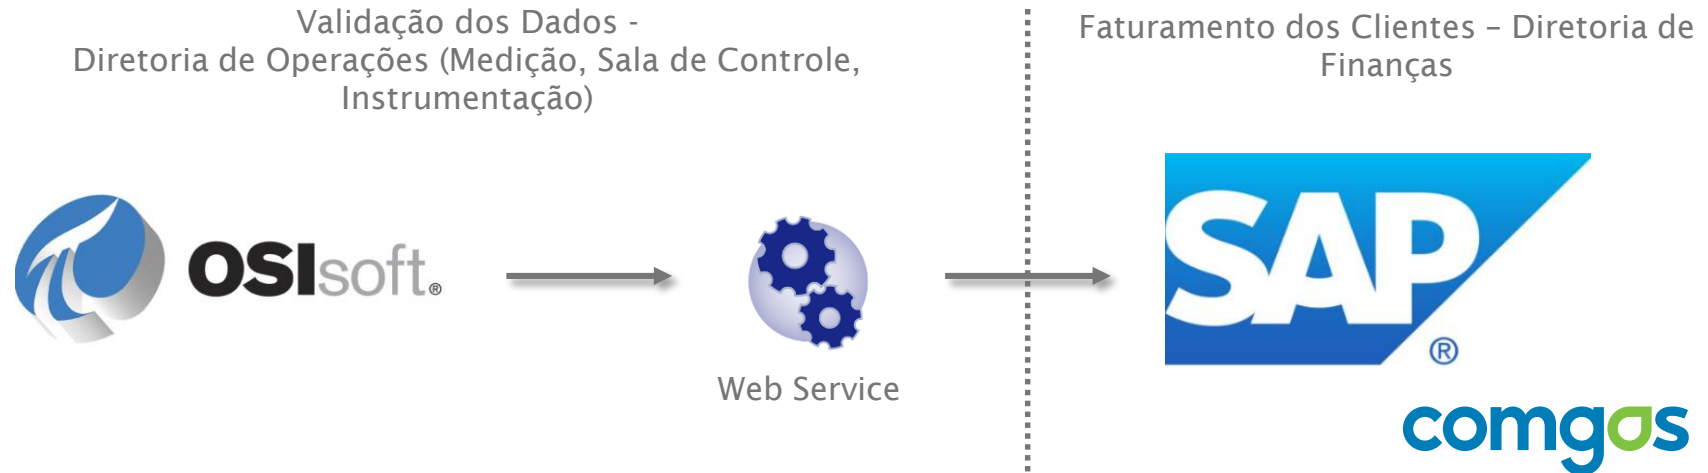 Validação dos Dados -
Diretoria de Operações (Medição, Sala de Controle,
Instrumentação)
Faturamento dos Clientes – Diretoria de
Finanças
OSIsoft®
Web Service
SAP
®
comgas